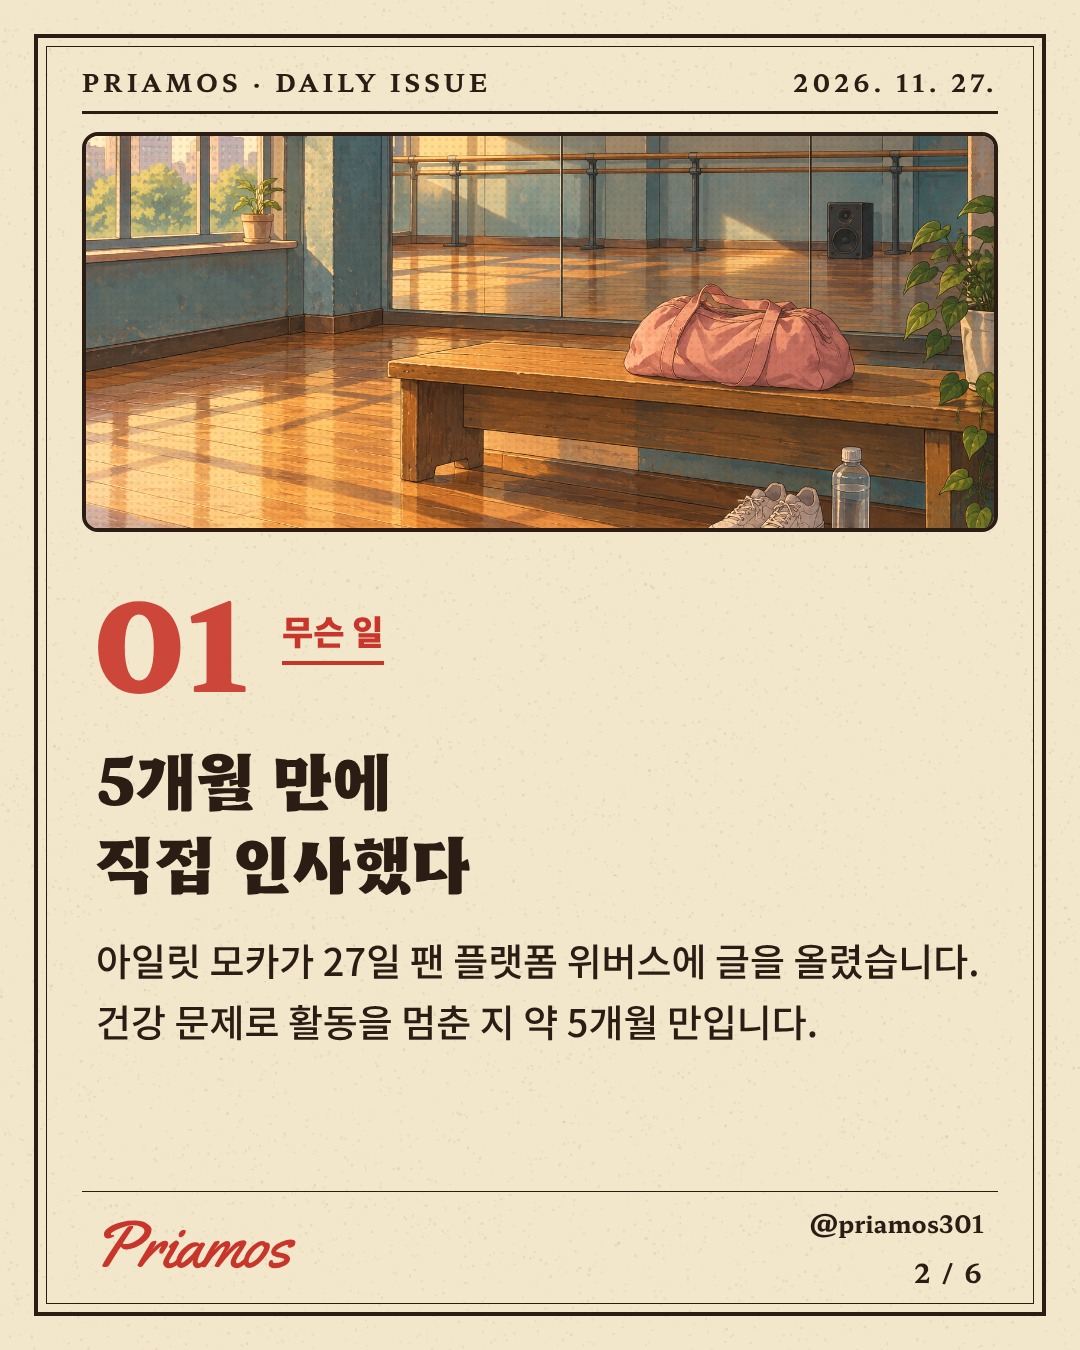 PRIAMOS · DAILY ISSUE
2026. 11. 27.
01
무슨 일
5개월 만에
직접 인사했다
아일릿 모카가 27일 팬 플랫폼 위버스에 글을 올렸습니다.
건강 문제로 활동을 멈춘 지 약 5개월 만입니다.
Priamos
@priamos301
2 / 6